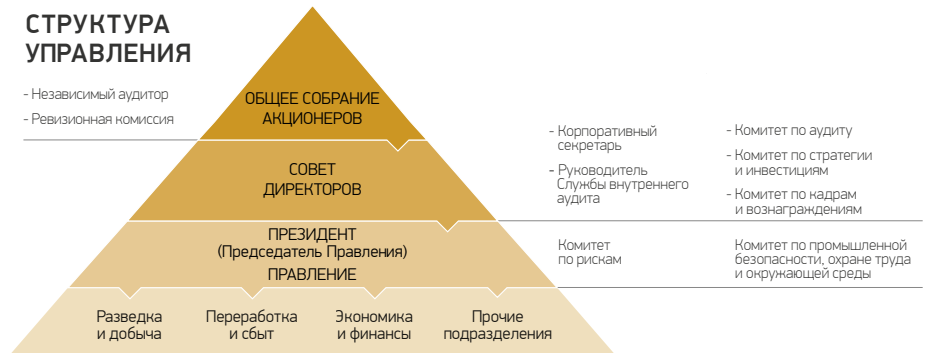 СТРУКТУРА
УПРАВЛЕНИЯ
- Независимый аудитор
- Ревизионная комиссия
ОБЩЕЕ СОБРАНИЕ
АКЦИОНЕРОВ
СОВЕТ
ДИРЕКТОРОВ
- Корпоративный
секретарь
- Руководитель
Службы внутреннего
аудита
- Комитет по аудиту
- Комитет по стратегии
и инвестициям
- Комитет по кадрам
и вознаграждениям
ПРЕЗИДЕНТ
(Председатель Правления)
ПРАВЛЕНИЕ
Комитет
по рискам
Комитет по промышленной
безопасности, охране труда
и окружающей среды
Разведка
и добыча
Переработка
и сбыт
Экономика
и финансы
Прочие
подразделения